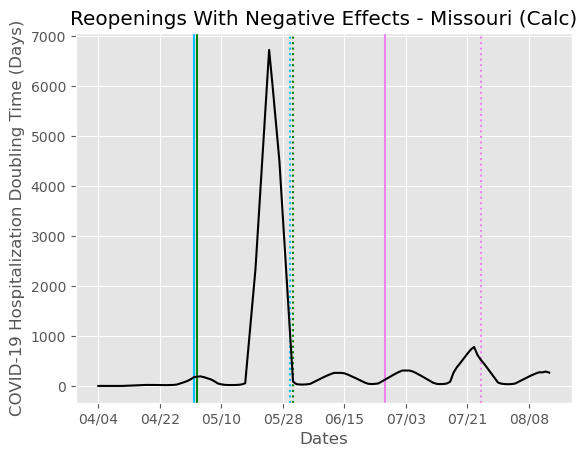 Reopenings With Negative Effects - Missouri (Calc)
COVID-19 Hospitalization Doubling Time (Days)
7000
6000
5000
4000
3000
2000
1000
0
04/04 04/22 05/10 05/28 06/15 07/03 07/21 08/08
Dates